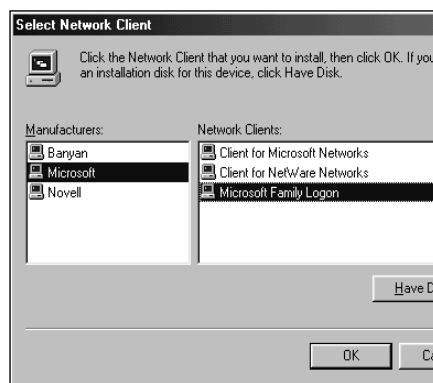 Select Network Client
Click the Network Client that you want to install, then click OK. If you
an installation disk for this device, click Have Disk.
Manufacturers:
Banyan
Microsoft
Novell
Network Clients:
Client for Microsoft Networks
Client for NetWare Networks
Microsoft Family Logon
Have D
OK
Ca